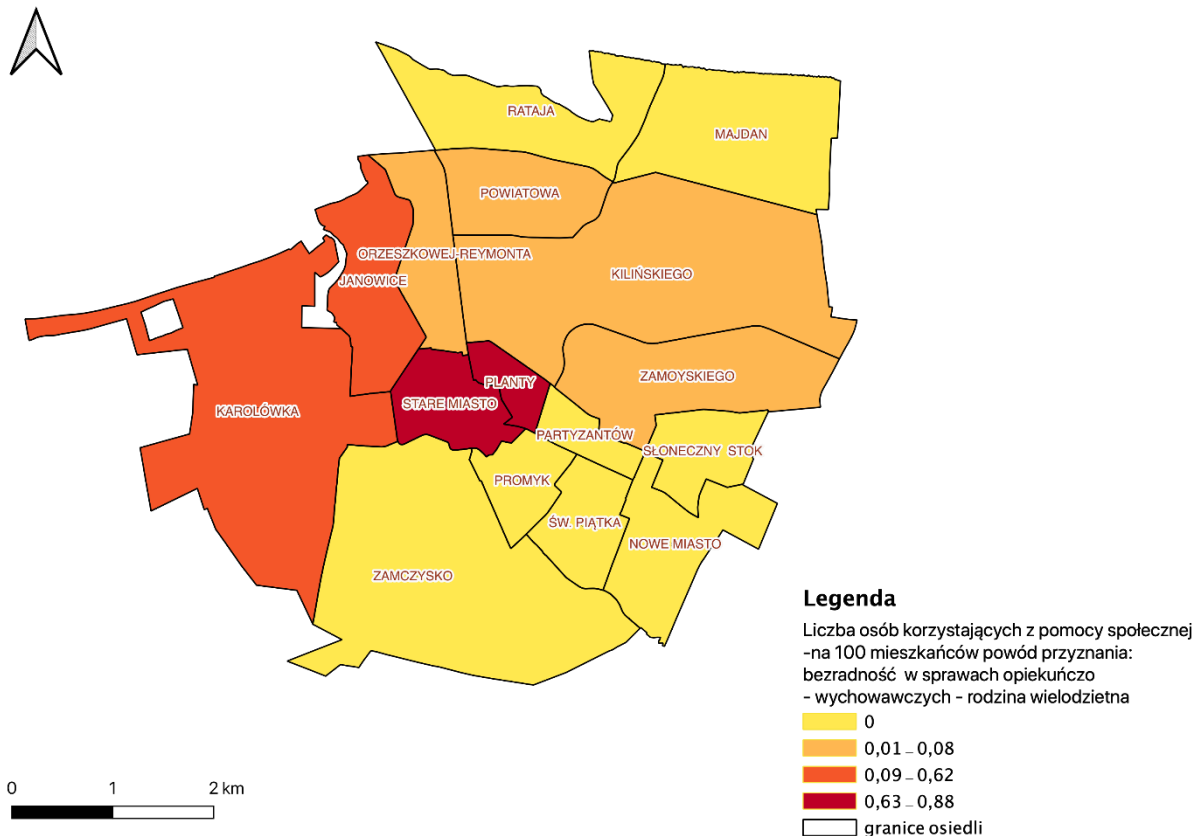 RATAJA
MAJDAN
POWIATOWA
ORZESZKOWEJ-REYMONTA
KILIŃSKIEGO
JANOWICE
ZAMOYSKIEGO
PLANTY
STARE MIASTO
KAROLÓWKA
PARTYZANTÓW
SŁONECZNY STOK
PROMYK
ŚW. PIĄTKA
NOWE MIASTO
ZAMCZYSKO
Legenda
Liczba osób korzystających z pomocy społecznej
-na 100 mieszkańców powód przyznania:
bezradność w sprawach opiekuńczo
- wychowawczych - rodzina wielodzietna
0
0,01 - 0,08
0,09 - 0,62
0,63 - 0,88
granice osiedli
0 1 2 km